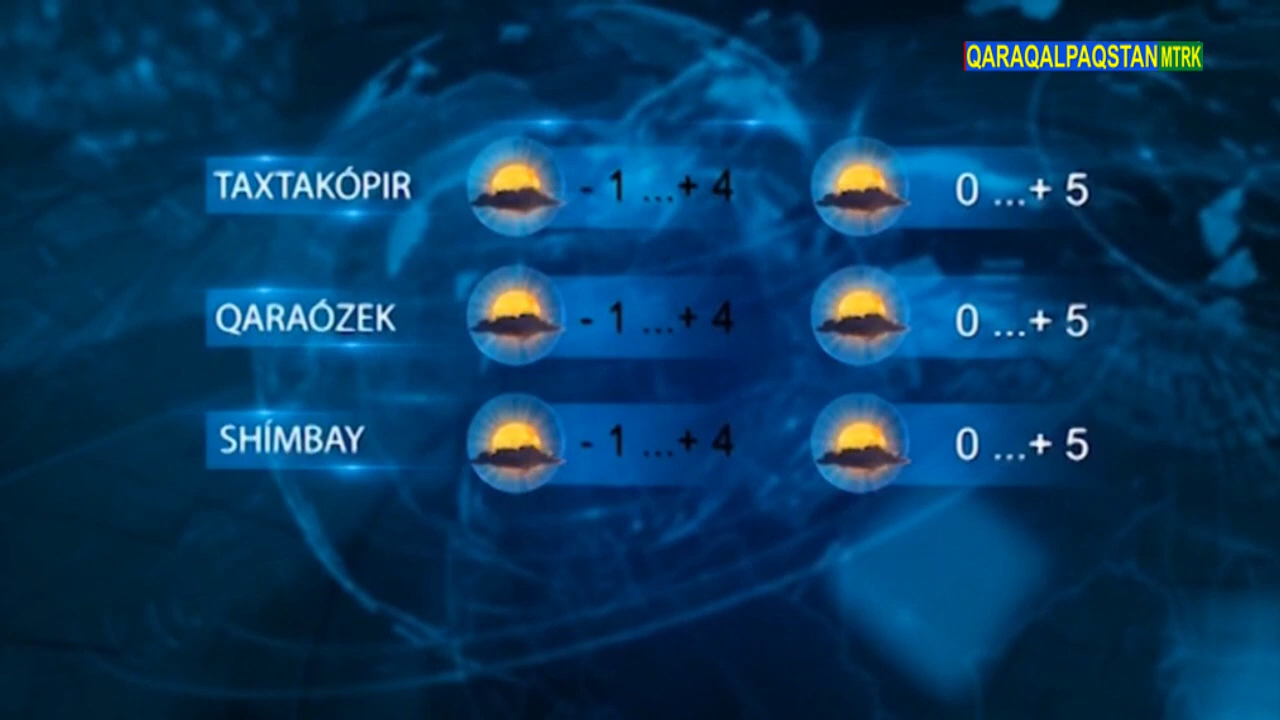 QARAQALPAQSTAN MTRK
TAXTAKÓPIR - 1 ...+ 4 0 ...+ 5
QARAÓZEK - 1 ...+ 4 0 ...+ 5
SHÍMBAY - 1 ...+ 4 0 ...+ 5